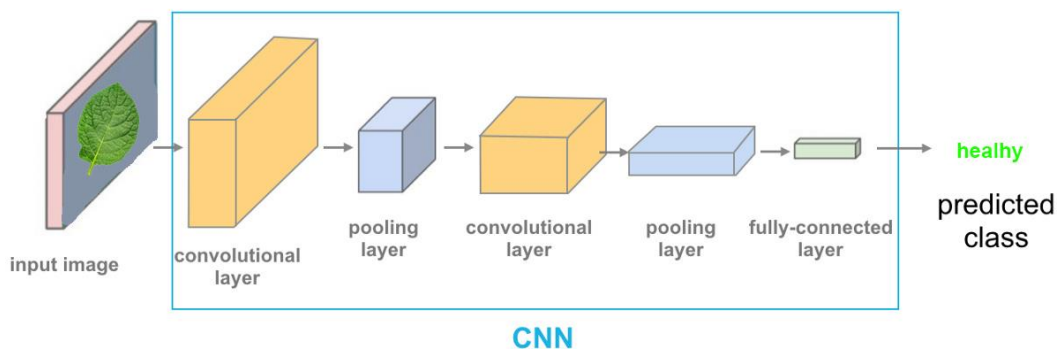 input image
convolutional
layer
pooling
layer
convolutional
layer
pooling
layer
fully-connected
layer
healhy
predicted
class
CNN